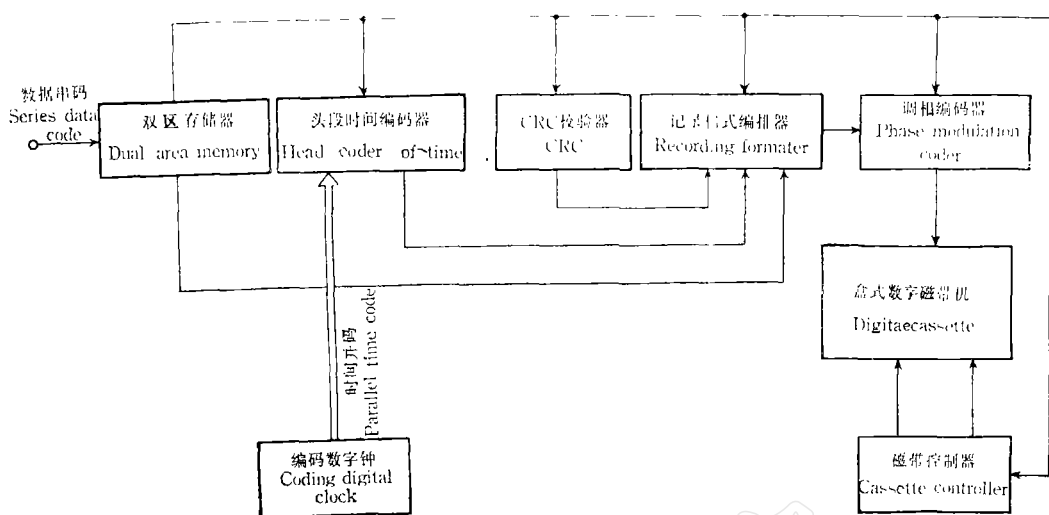 数据串码
Series data
code
双区存储器
Dual area memory
头段时间编码器
Head coder of time
CRC校验器
CRC
记录格式编排器
Recording formater
调相编码器
Phase modulation
coder
盒式数字磁带机
Digitaecassette
时间并码
Parallel time code
编码数字钟
Coding digital
clock
磁带控制器
Cassette controller